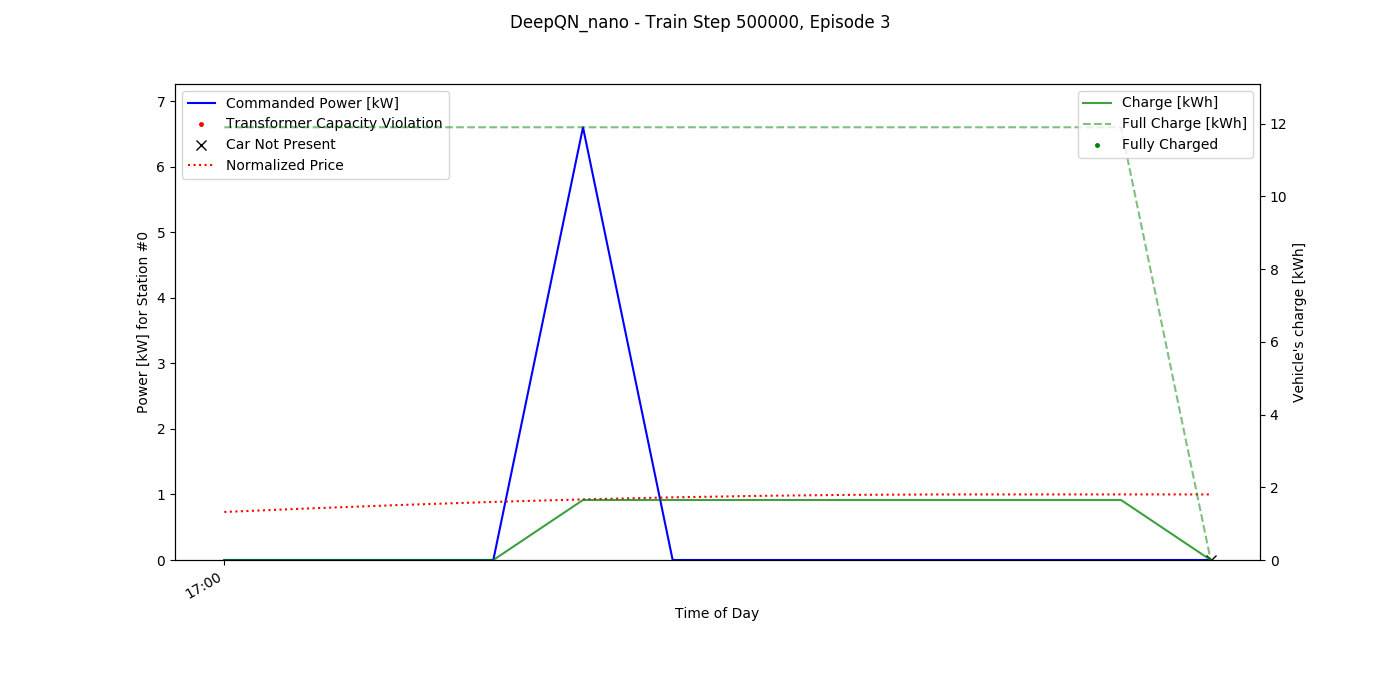 DeepQN_nano - Train Step 500000, Episode 3
Commanded Power [kW]
Transformer Capacity Violation
Car Not Present
Normalized Price
Charge [kWh]
Full Charge [kWh]
Fully Charged
7
6
5
4
3
2
1
0
Power [kW] for Station #0
12
10
8
6
4
2
0
Vehicle's charge [kWh]
17:00
Time of Day